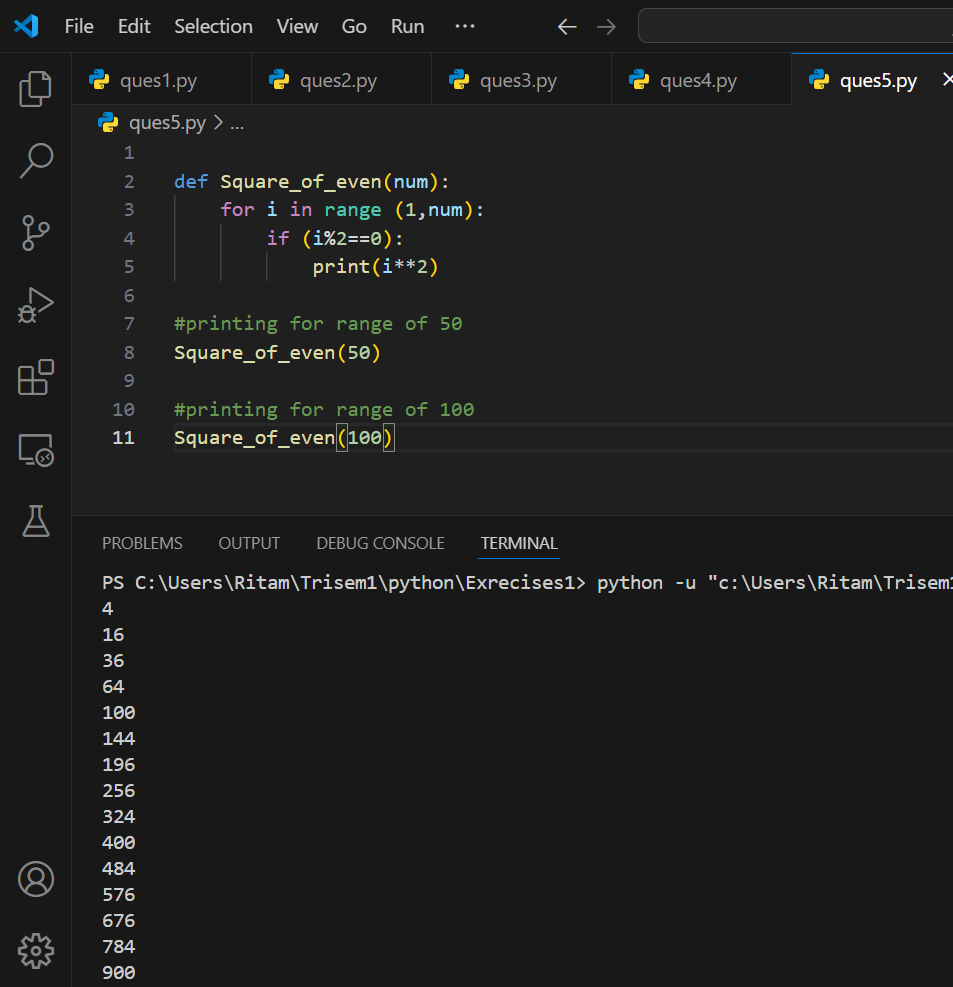 File Edit Selection View Go Run ...
ques1.py ques2.py ques3.py ques4.py ques5.py
ques5.py > ...
1
2 def Square_of_even(num):
3 for i in range (1,num):
4 if (i%2==0):
5 print(i**2)
6
7 #printing for range of 50
8 Square_of_even(50)
9
10 #printing for range of 100
11 Square_of_even(100)
PROBLEMS OUTPUT DEBUG CONSOLE TERMINAL
PS C:\Users\Ritam\Trisem1\python\Exrecises1> python -u "c:\Users\Ritam\Trisem1
4
16
36
64
100
144
196
256
324
400
484
576
676
784
900